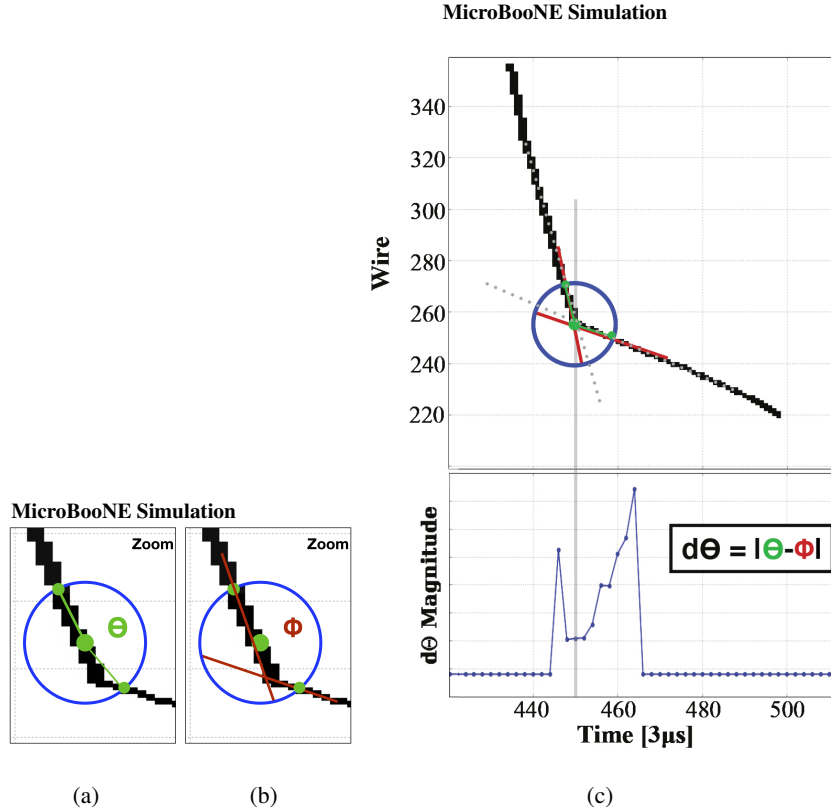 MicroBooNE Simulation
340
320
300
280
260
240
220
Wire
MicroBooNE Simulation
Zoom
Θ
Zoom
Φ
dΘ Magnitude
dΘ = |Θ-Φ|
440 460 480 500
Time [3μs]
(a) (b) (c)